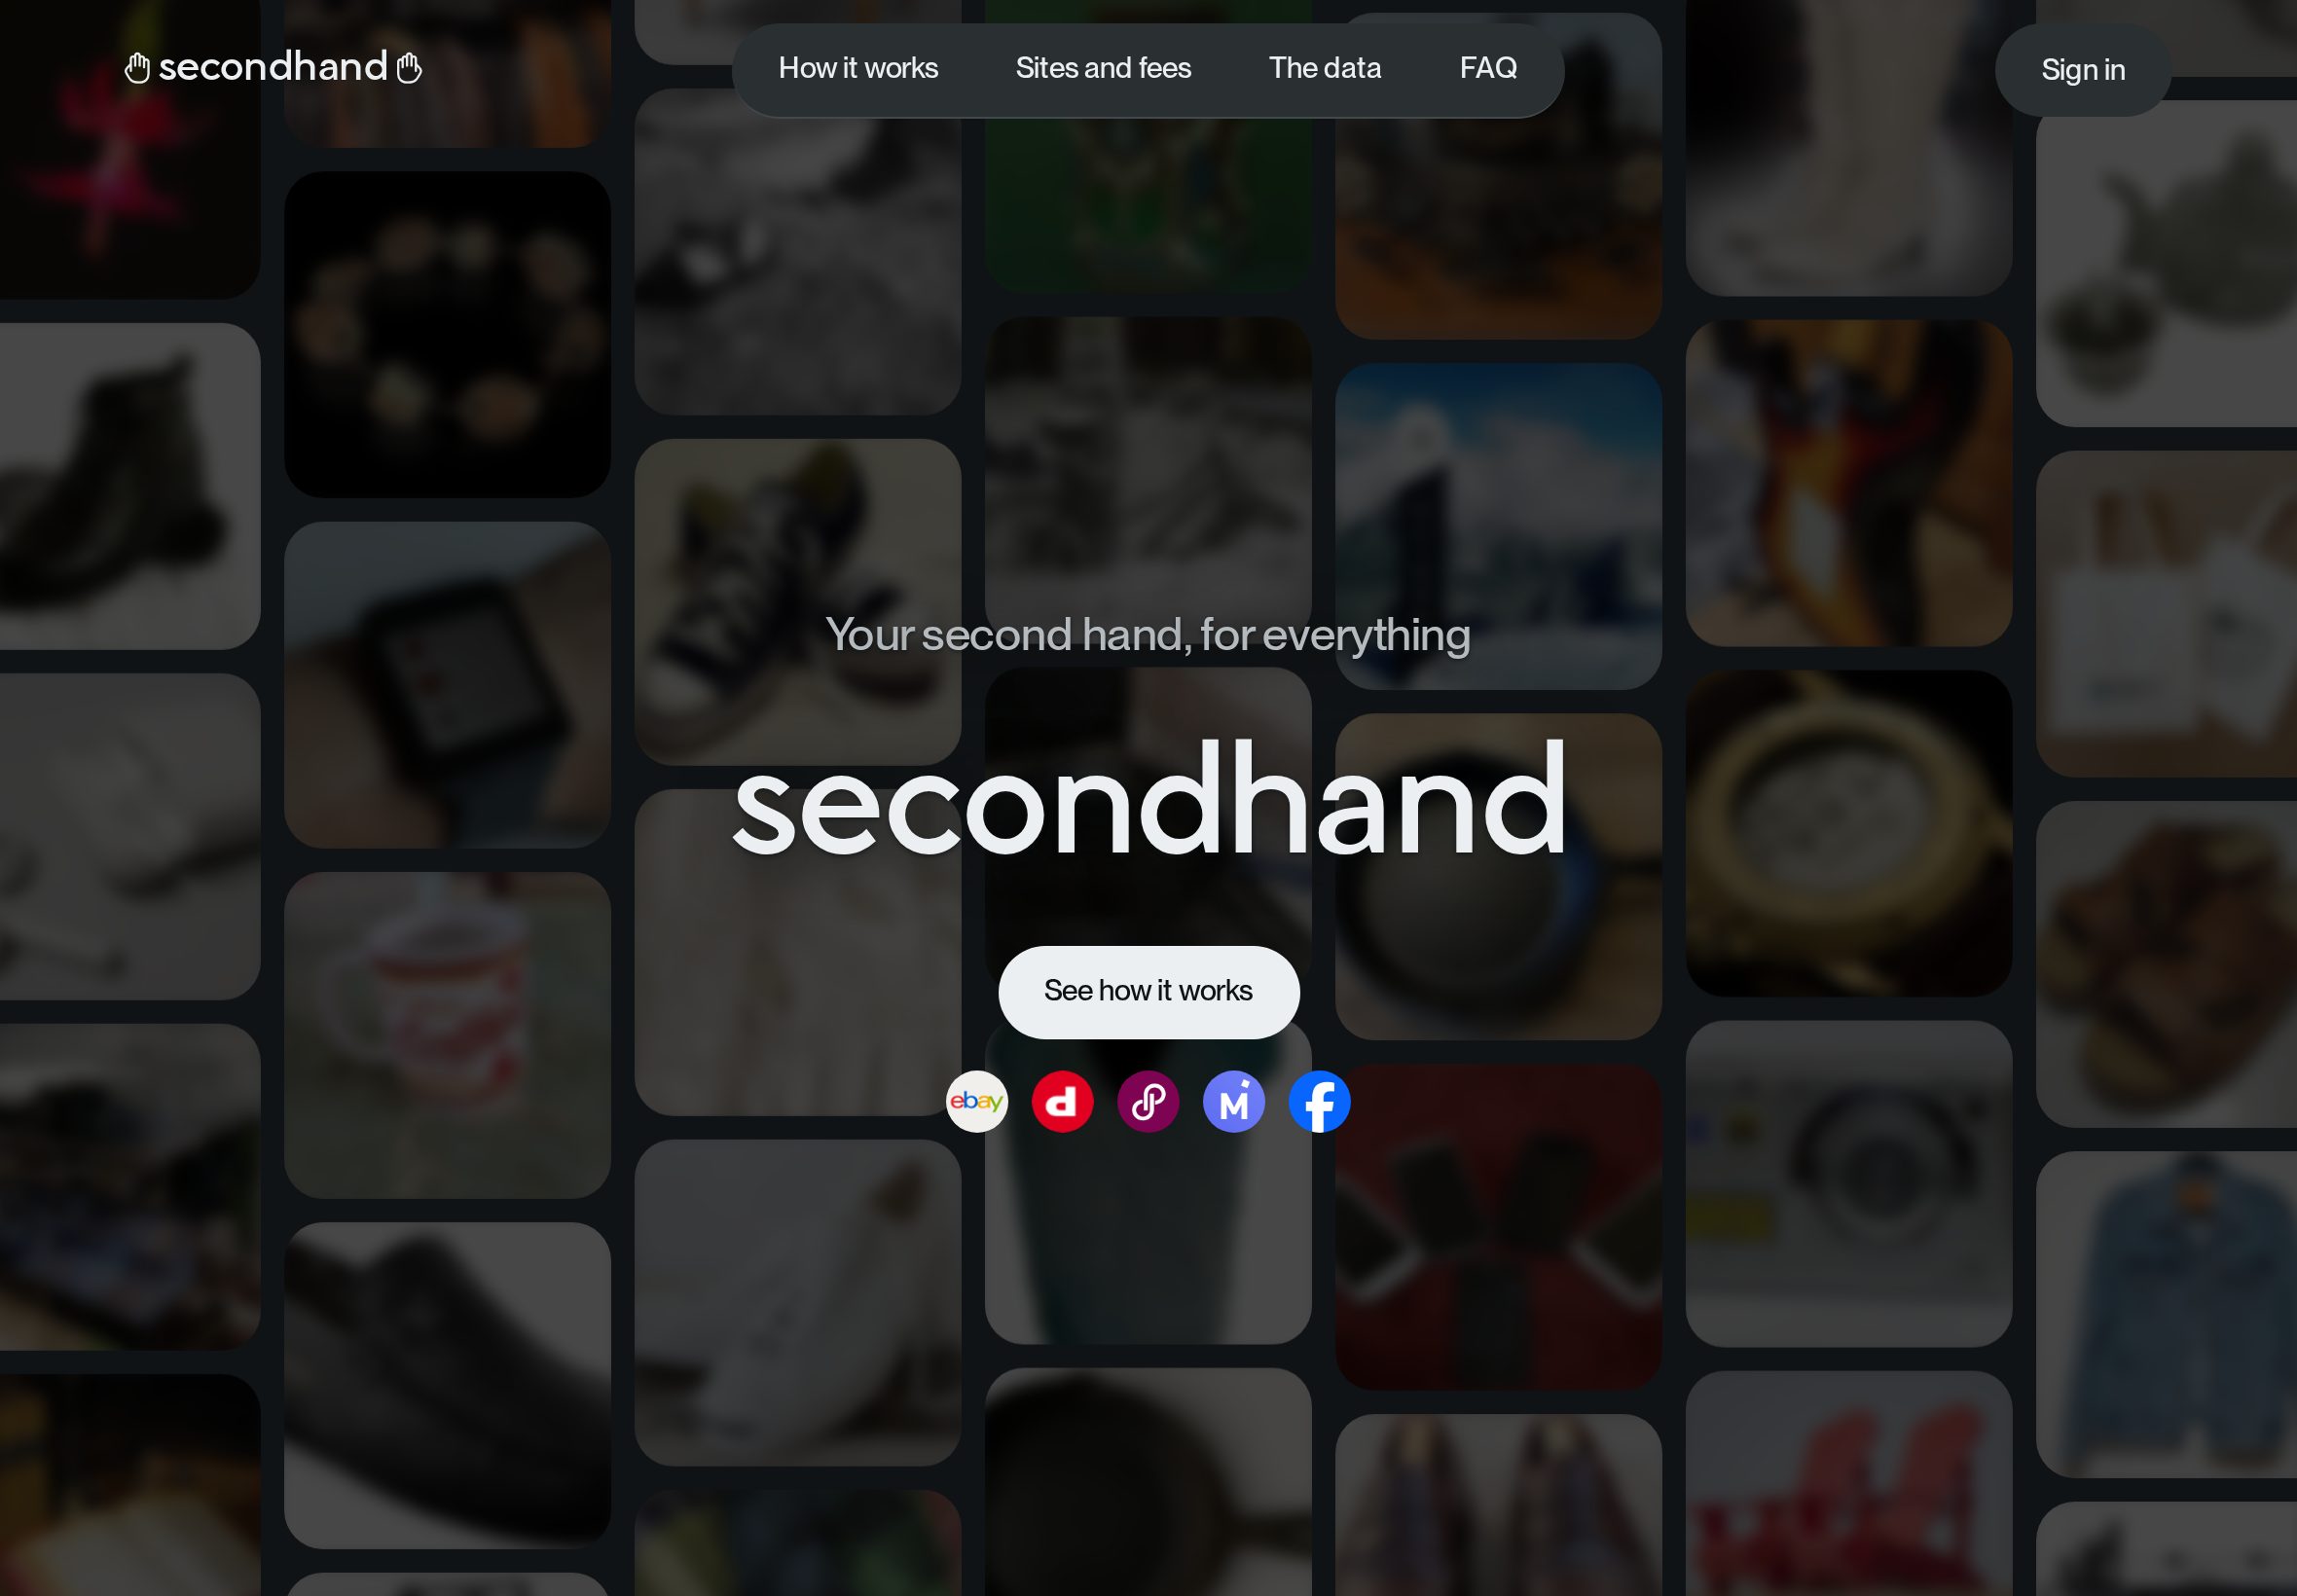 secondhand
How it works
Sites and fees
The data
FAQ
Sign in
Your second hand, for everything
secondhand
See how it works
ebay